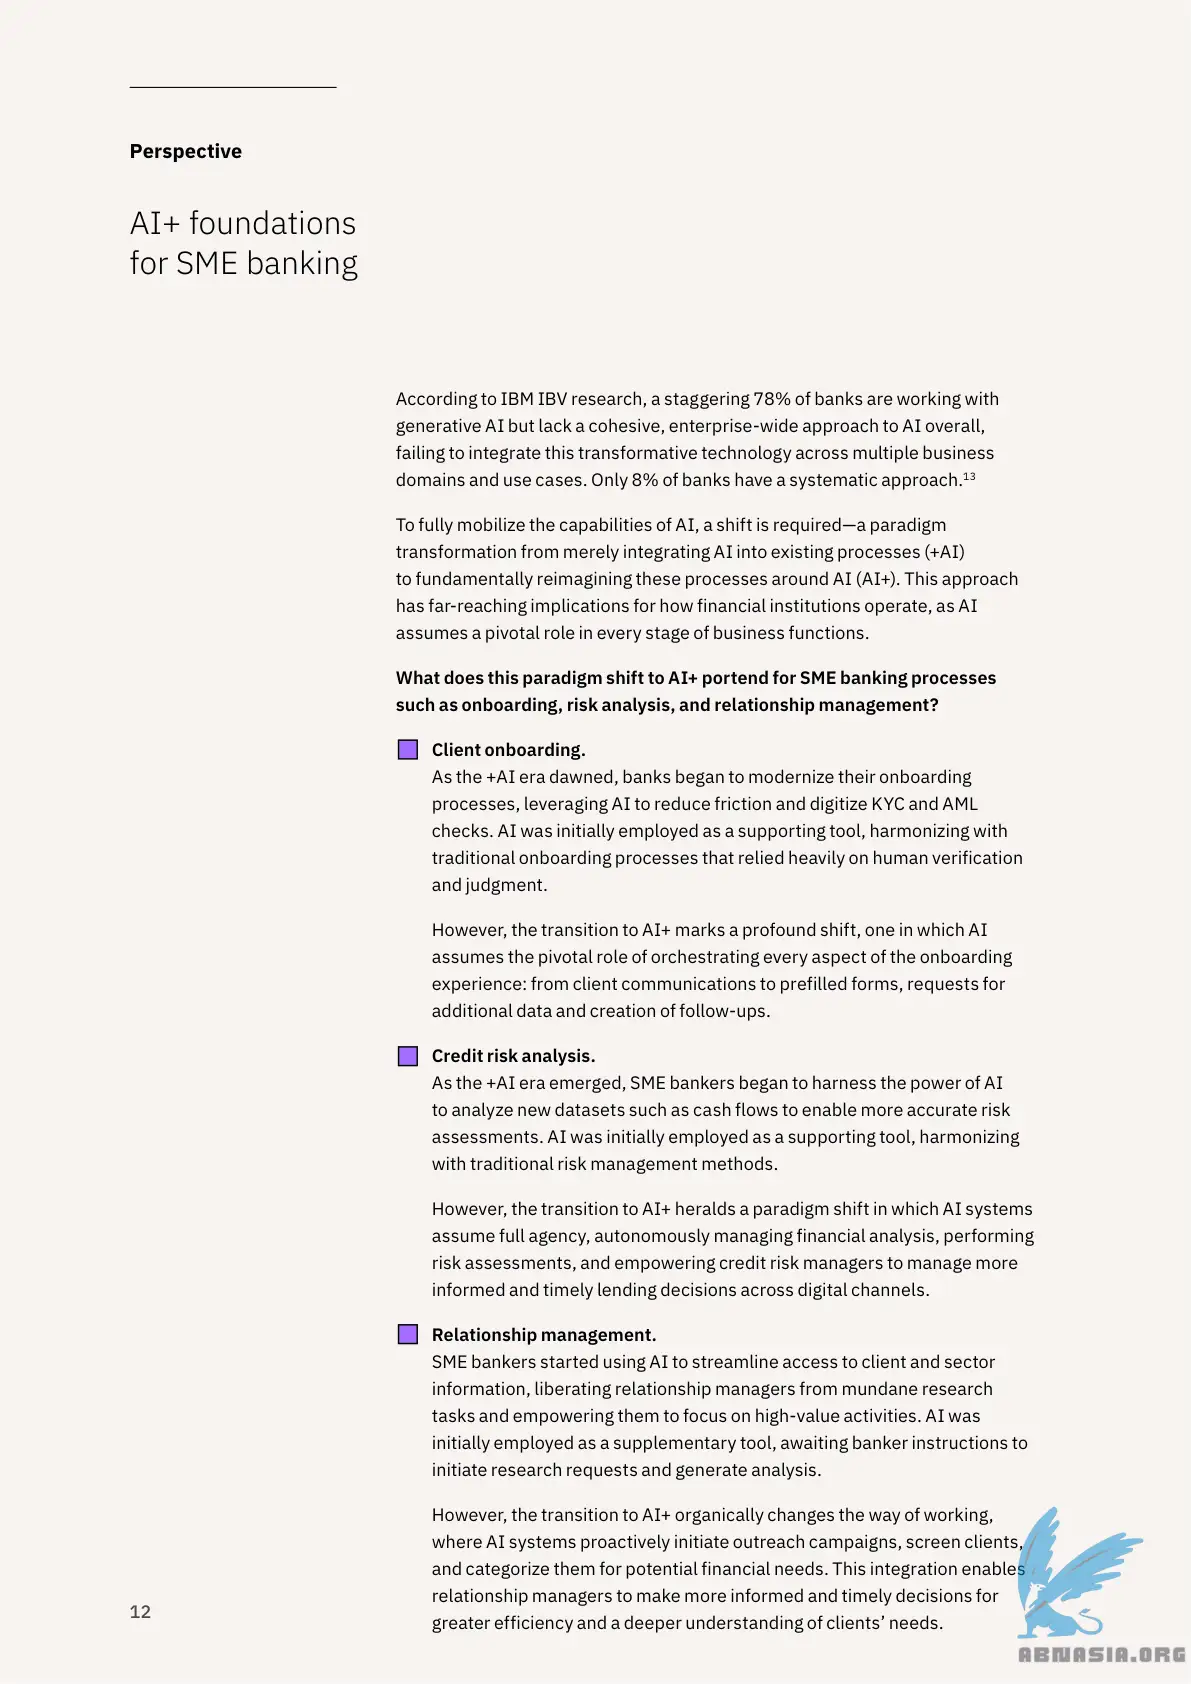 Perspective
AI+ foundations
for SME banking
According to IBM IBV research, a staggering 78% of banks are working with
generative AI but lack a cohesive, enterprise-wide approach to AI overall,
failing to integrate this transformative technology across multiple business
domains and use cases. Only 8% of banks have a systematic approach.13
To fully mobilize the capabilities of AI, a shift is required—a paradigm
transformation from merely integrating AI into existing processes (+AI)
to fundamentally reimagining these processes around AI (AI+). This approach
has far-reaching implications for how financial institutions operate, as AI
assumes a pivotal role in every stage of business functions.
What does this paradigm shift to AI+ portend for SME banking processes
such as onboarding, risk analysis, and relationship management?
Client onboarding.
As the +AI era dawned, banks began to modernize their onboarding
processes, leveraging AI to reduce friction and digitize KYC and AML
checks. AI was initially employed as a supporting tool, harmonizing with
traditional onboarding processes that relied heavily on human verification
and judgment.
However, the transition to AI+ marks a profound shift, one in which AI
assumes the pivotal role of orchestrating every aspect of the onboarding
experience: from client communications to prefilled forms, requests for
additional data and creation of follow-ups.
Credit risk analysis.
As the +AI era emerged, SME bankers began to harness the power of AI
to analyze new datasets such as cash flows to enable more accurate risk
assessments. AI was initially employed as a supporting tool, harmonizing
with traditional risk management methods.
However, the transition to AI+ heralds a paradigm shift in which AI systems
assume full agency, autonomously managing financial analysis, performing
risk assessments, and empowering credit risk managers to manage more
informed and timely lending decisions across digital channels.
Relationship management.
SME bankers started using AI to streamline access to client and sector
information, liberating relationship managers from mundane research
tasks and empowering them to focus on high-value activities. AI was
initially employed as a supplementary tool, awaiting banker instructions to
initiate research requests and generate analysis.
However, the transition to AI+ organically changes the way of working,
where AI systems proactively initiate outreach campaigns, screen clients,
and categorize them for potential financial needs. This integration enables
relationship managers to make more informed and timely decisions for
greater efficiency and a deeper understanding of clients’ needs.
12
ABNASIA.ORG